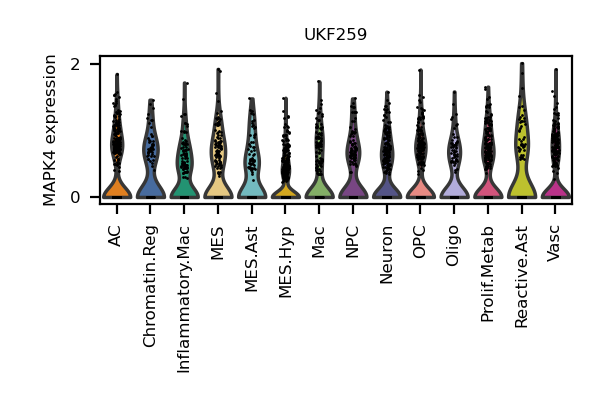 UKF259
MAPK4 expression
2
0
AC
Chromatin.Reg
Inflammatory.Mac
MES
MES.Ast
MES.Hyp
Mac
NPC
Neuron
OPC
Oligo
Prolif.Metab
Reactive.Ast
Vasc